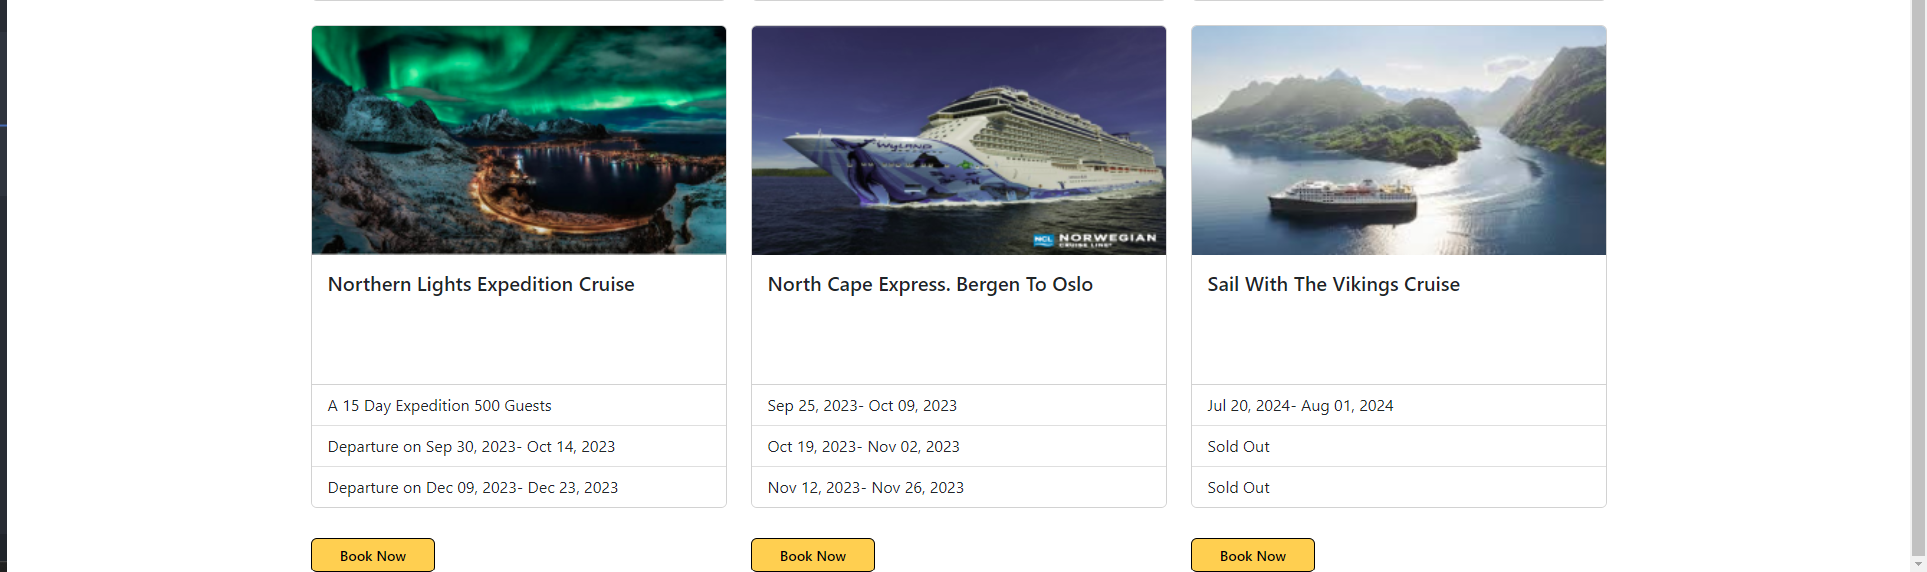 WYLAND
NCL NORWEGIAN
CRUISE LINE
Northern Lights Expedition Cruise
North Cape Express. Bergen To Oslo
Sail With The Vikings Cruise
A 15 Day Expedition 500 Guests
Departure on Sep 30, 2023- Oct 14, 2023
Departure on Dec 09, 2023- Dec 23, 2023
Sep 25, 2023- Oct 09, 2023
Oct 19, 2023- Nov 02, 2023
Nov 12, 2023- Nov 26, 2023
Jul 20, 2024- Aug 01, 2024
Sold Out
Sold Out
Book Now
Book Now
Book Now